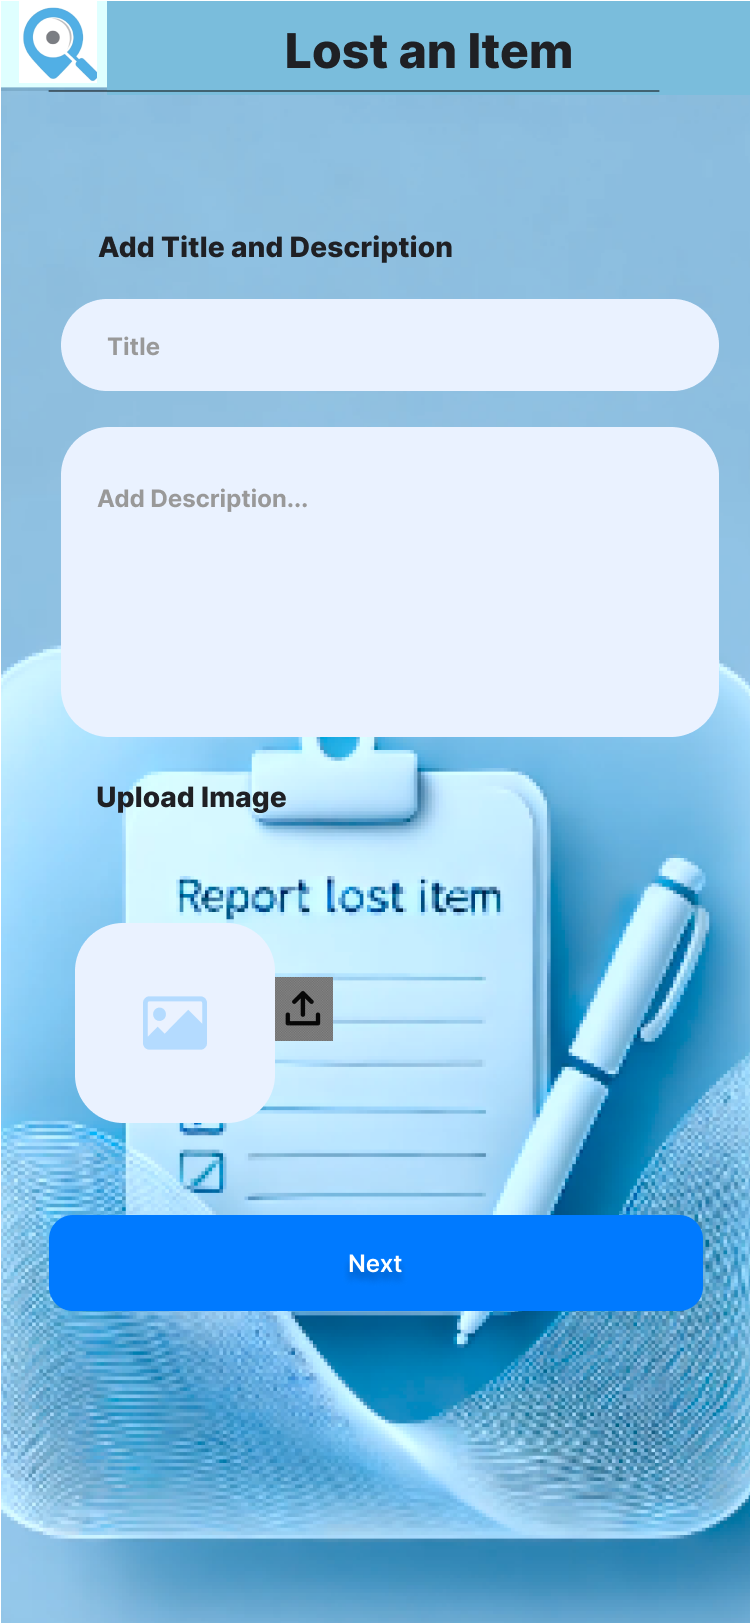 Lost an Item
Add Title and Description
Title
Add Description...
Upload Image
Report lost item
Next